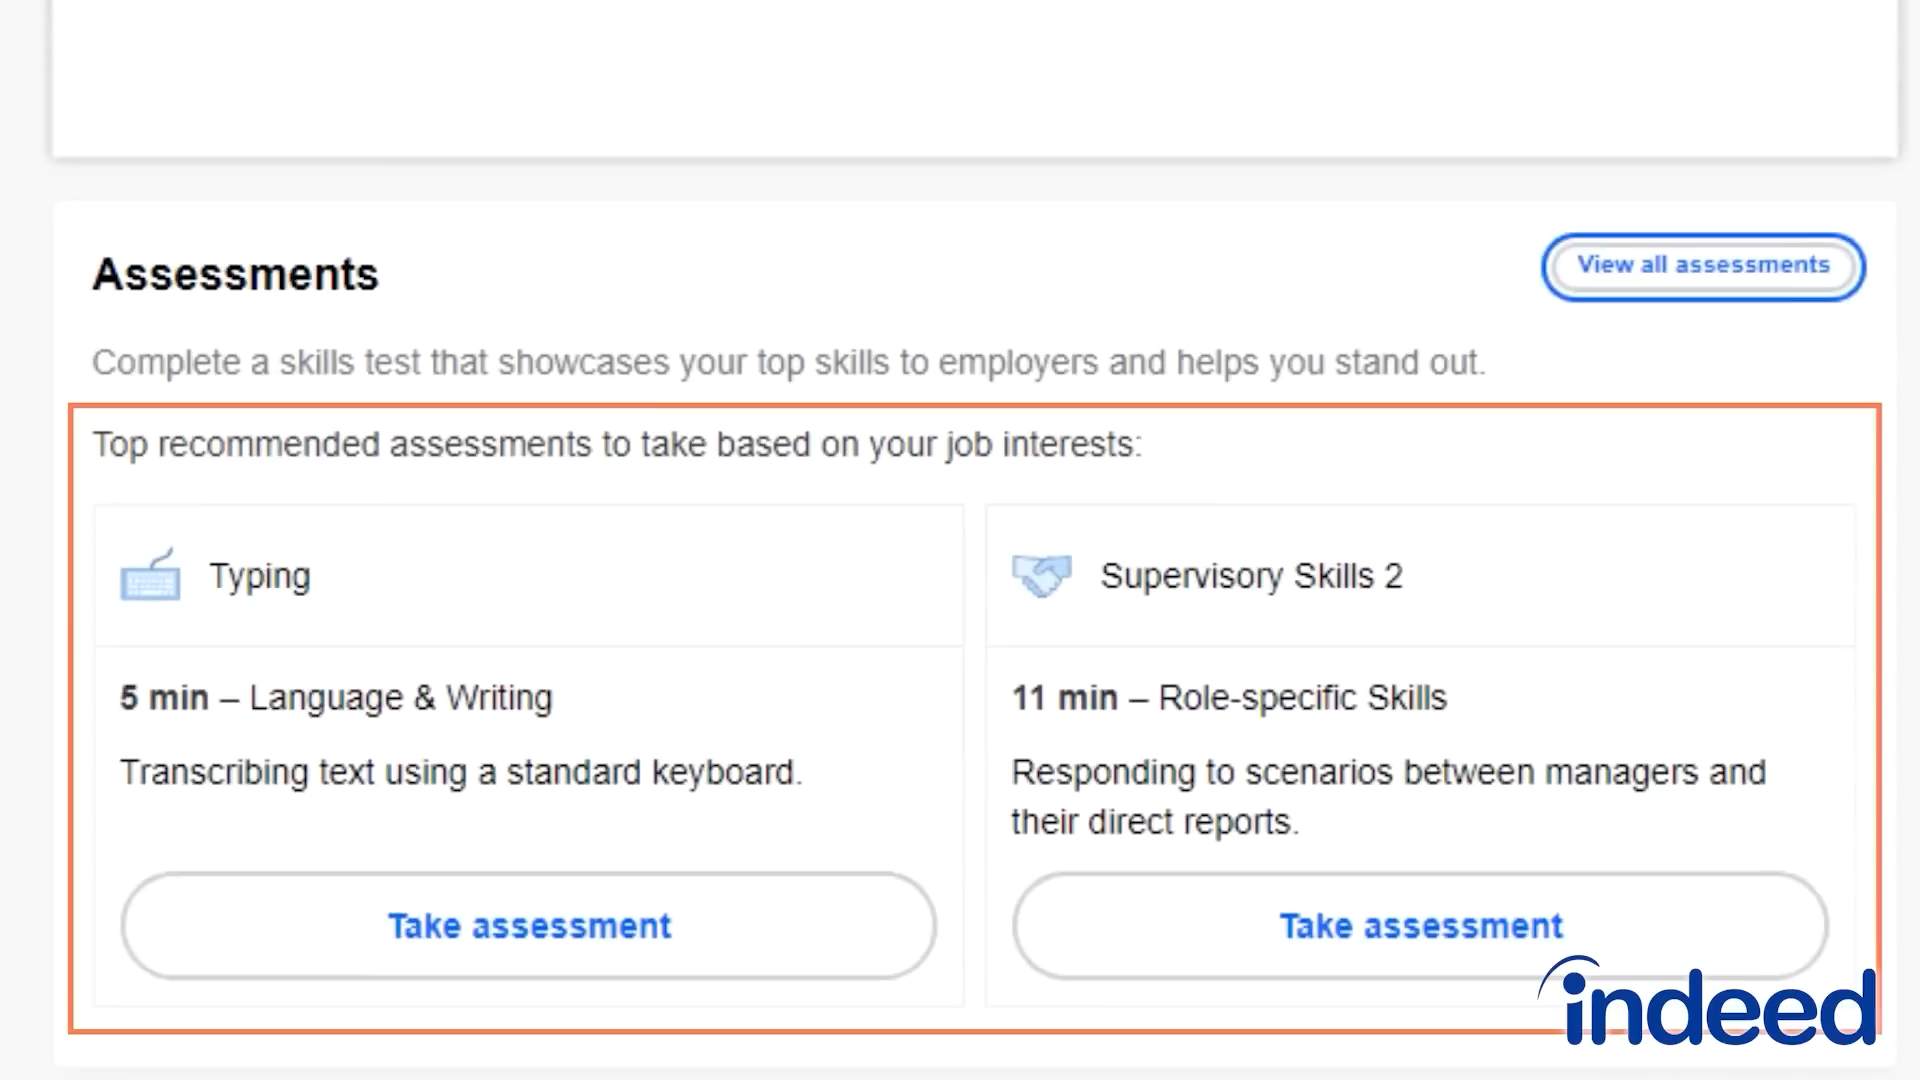 Assessments
View all assessments
Complete a skills test that showcases your top skills to employers and helps you stand out.
Top recommended assessments to take based on your job interests:
Typing
5 min – Language & Writing
Transcribing text using a standard keyboard.
Take assessment
Supervisory Skills 2
11 min – Role-specific Skills
Responding to scenarios between managers and
their direct reports.
Take assessment
indeed